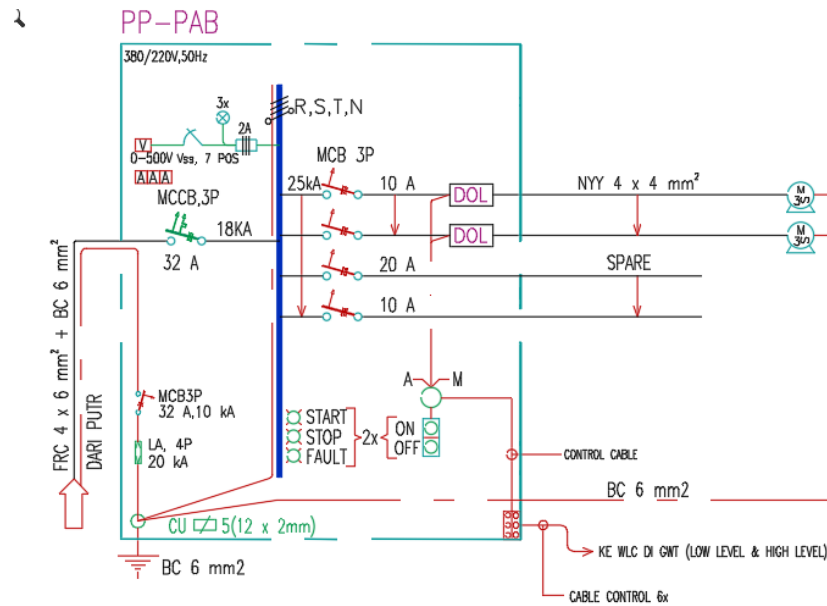 PP-PAB
380/220V,50Hz
3x
R,S,T,N
2A
V
0-500V Vss, 7 POS
A A A
MCB 3P
25kA
10 A
DOL
NYY 4 x 4 mm²
M
3
MCCB,3P
18KA
32 A
DOL
M
3
20 A
SPARE
10 A
FRC 4 x 6 mm² + BC 6 mm²
DARI PUTR
A M
MCB3P
32 A,10 kA
LA, 4P
20 kA
START
STOP
FAULT
2x
ON
OFF
CONTROL CABLE
BC 6 mm2
CU 5(12 x 2mm)
BC 6 mm2
KE WLC DI GWT (LOW LEVEL & HIGH LEVEL)
CABLE CONTROL 6x